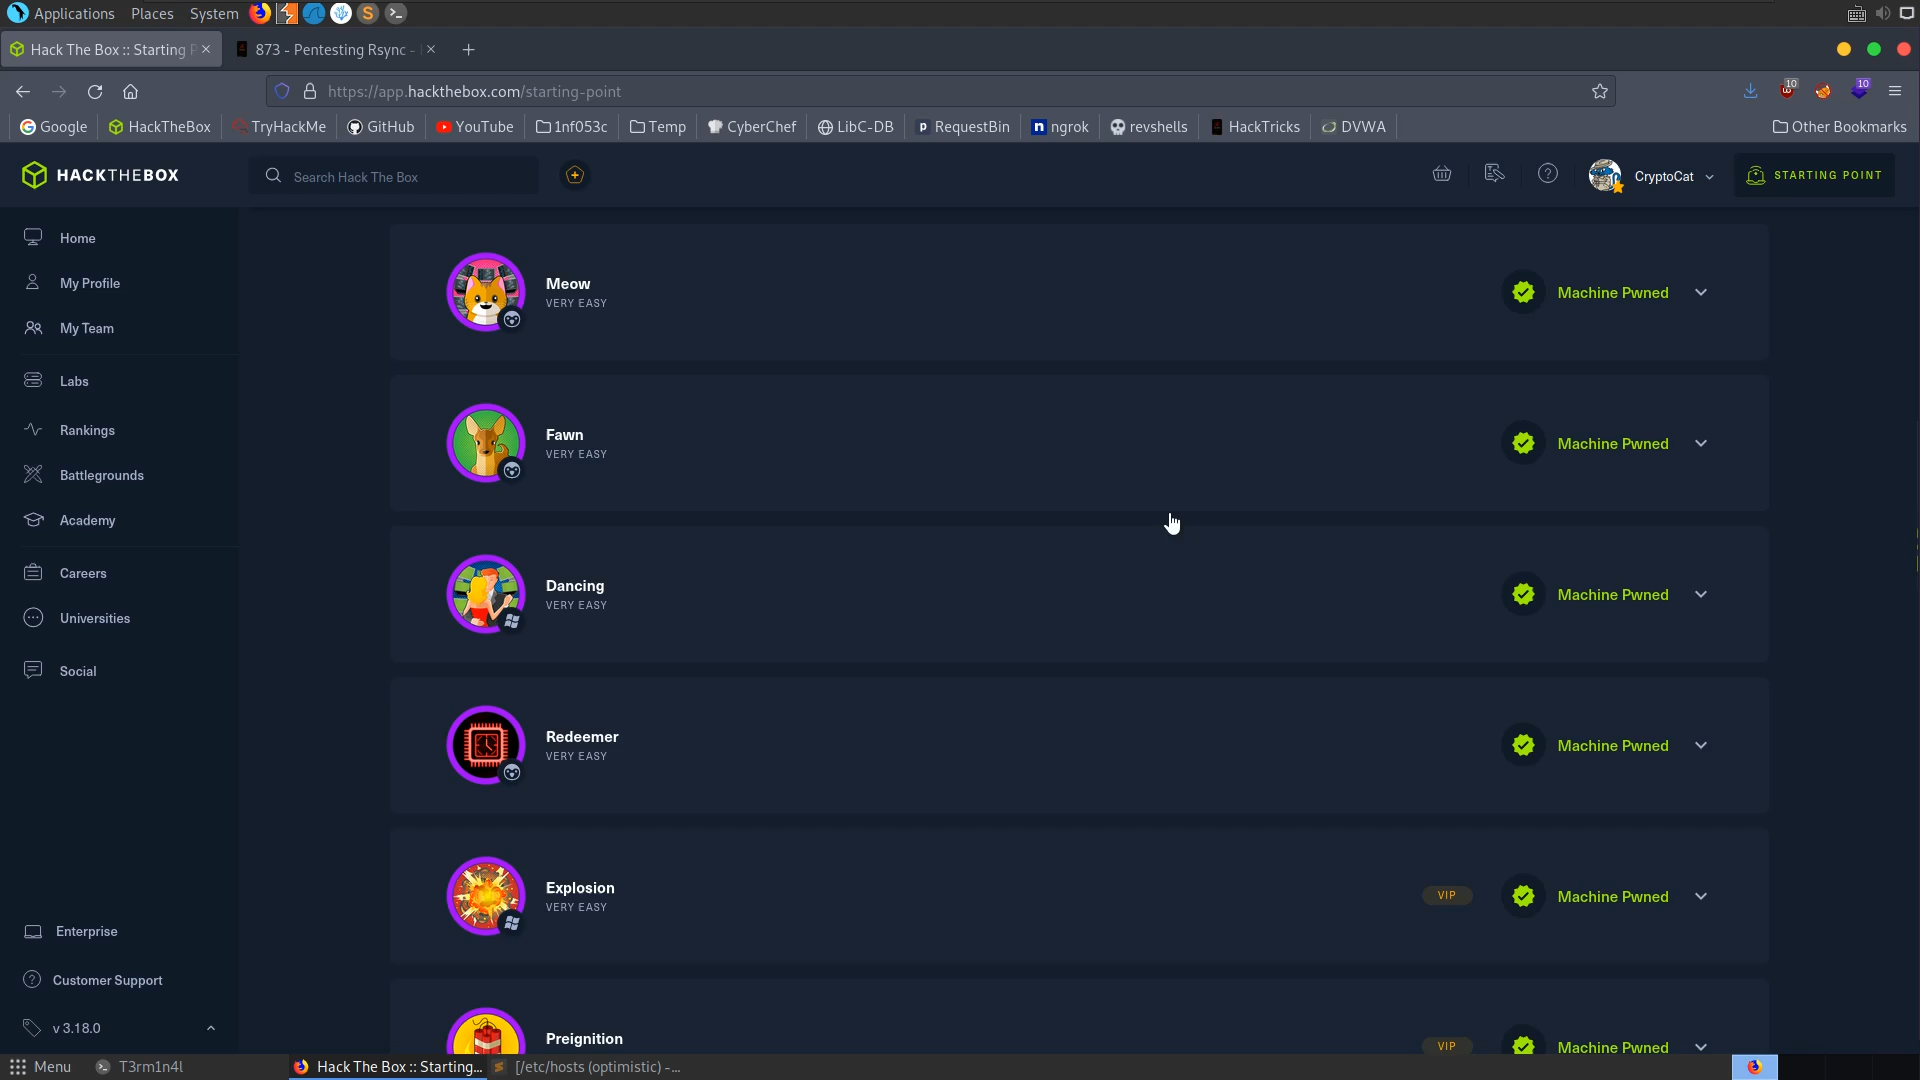 Applications Places System
Hack The Box :: Starting P
873 - Pentesting Rsync -
https://app.hackthebox.com/starting-point
10
10
Google HackTheBox TryHackMe GitHub YouTube 1nf053c Temp CyberChef LibC-DB RequestBin ngrok revshells HackTricks DVWA Other Bookmarks
HACKTHEBOX
Search Hack The Box
CryptoCat
STARTING POINT
Home
My Profile
My Team
Labs
Rankings
Battlegrounds
Academy
Careers
Universities
Social
Enterprise
Customer Support
v 3.18.0
Meow
VERY EASY
Machine Pwned
Fawn
VERY EASY
Machine Pwned
Dancing
VERY EASY
Machine Pwned
Redeemer
VERY EASY
Machine Pwned
Explosion
VERY EASY
VIP
Machine Pwned
Preignition
VIP
Machine Pwned
Menu T3rm1n4l Hack The Box :: Starting... [/etc/hosts (optimistic) -...